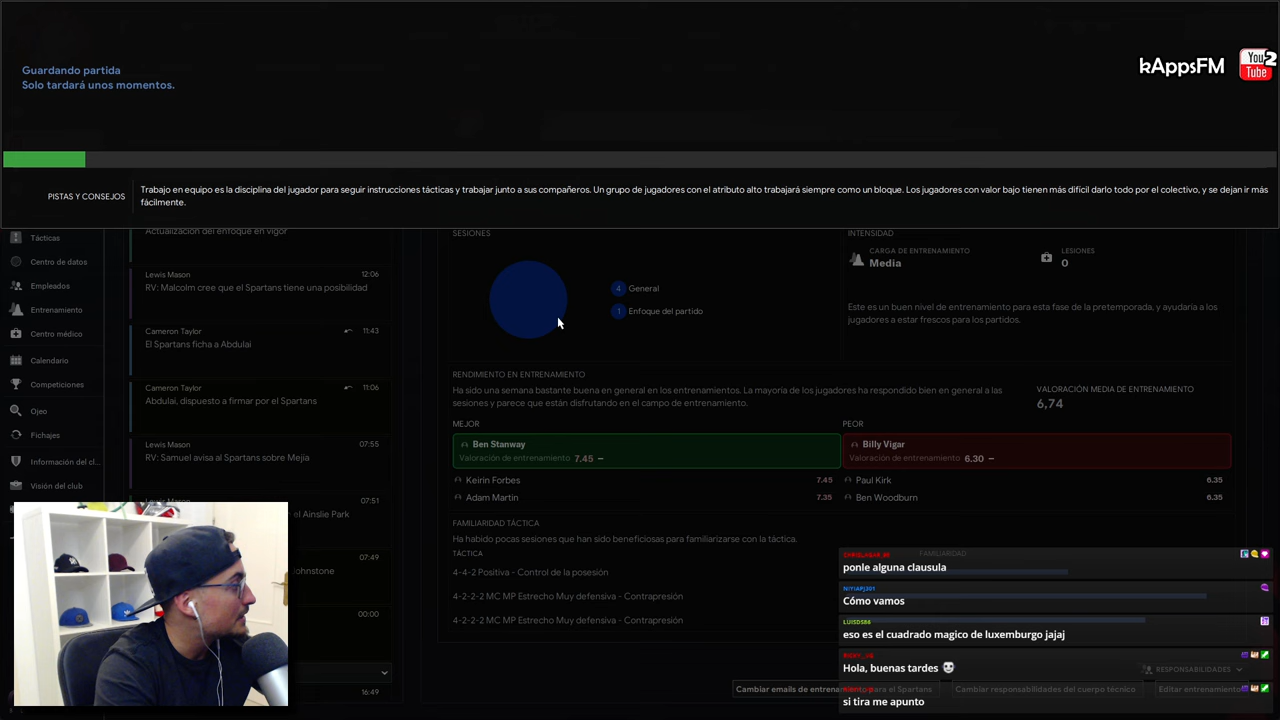 Guardando partida
Solo tardará unos momentos.
kAppsFM
You Tube
2
PISTAS Y CONSEJOS
Trabajo en equipo es la disciplina del jugador para seguir instrucciones tácticas y trabajar junto a sus compañeros. Un grupo de jugadores con el atributo alto trabajará siempre como un bloque. Los jugadores con valor bajo tienen más difícil darlo todo por el colectivo, y se dejan ir más
fácilmente.
Tácticas
Centro de datos
Empleados
Entrenamiento
Centro médico
Calendario
Competiciones
Ojeo
Fichajes
Información del cl...
Visión del club
Actualización del enfoque en vigor
Lewis Mason 12:06
RV: Malcolm cree que el Spartans tiene una posibilidad
Cameron Taylor 11:43
El Spartans ficha a Abdulai
Cameron Taylor 11:06
Abdulai, dispuesto a firmar por el Spartans
Lewis Mason 07:55
RV: Samuel avisa al Spartans sobre Mejia
07:51
el Ainslie Park
07:49
Johnstone
00:00
16:49
SESIONES
4 General
1 Enfoque del partido
INTENSIDAD
CARGA DE ENTRENAMIENTO
Media
LESIONES
0
Este es un buen nivel de entrenamiento para esta fase de la pretemporada, y ayudaría a los
jugadores a estar frescos para los partidos.
RENDIMIENTO EN ENTRENAMIENTO
Ha sido una semana bastante buena en general en los entrenamientos. La mayoría de los jugadores ha respondido bien en general a las
sesiones y parece que están disfrutando en el campo de entrenamiento.
VALORACIÓN MEDIA DE ENTRENAMIENTO
6,74
MEJOR
Ben Stanway
Valoración de entrenamiento 7.45 –
Keirin Forbes 7.45
Adam Martin 7.35
PEOR
Billy Vigar
Valoración de entrenamiento 6.30 –
Paul Kirk 6.35
Ben Woodburn 6.35
FAMILIARIDAD TÁCTICA
Ha habido pocas sesiones que han sido beneficiosas para familiarizarse con la táctica.
TÁCTICA
FAMILIARIDAD
4-4-2 Positiva - Control de la posesión
4-2-2-2 MC MP Estrecho Muy defensiva - Contrapresión
4-2-2-2 MC MP Estrecho Muy defensiva - Contrapresión
ponle alguna clausula
Cómo vamos
LUISDS86
eso es el cuadrado magico de luxemburgo jajaj
Hola, buenas tardes
si tira me apunto
RESPONSABILIDADES
Cambiar emails de entrenamiento para el Spartans
Cambiar responsabilidades del cuerpo técnico
Editar entrenamiento